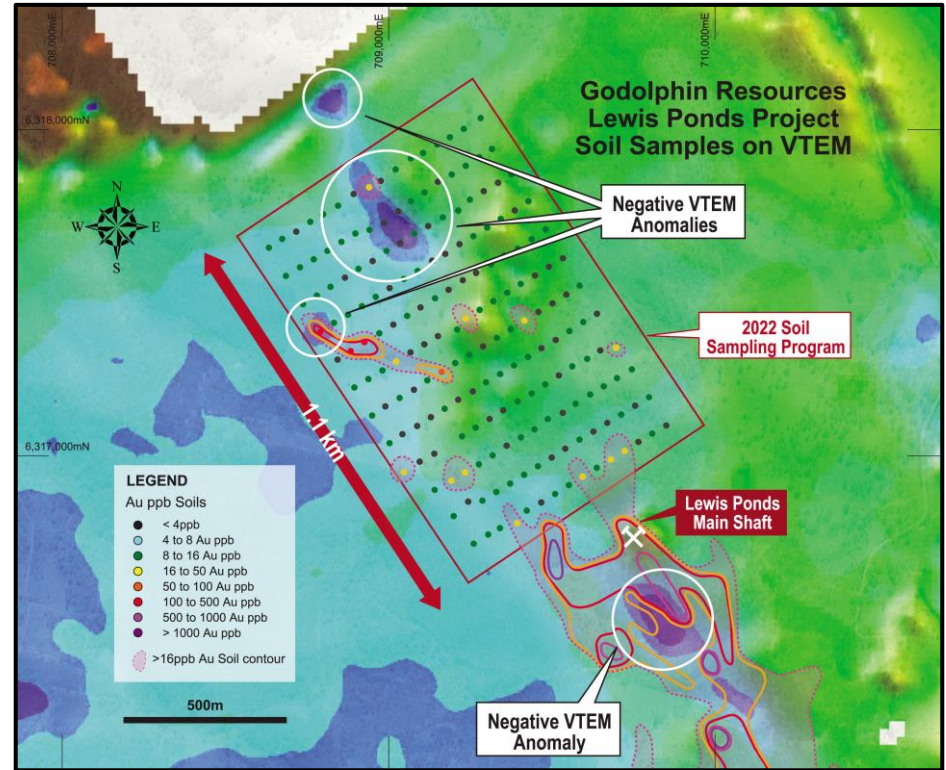 708,000mE
709,000mE
710,000mE
Godolphin Resources
Lewis Ponds Project
Soil Samples on VTEM
6,318,000mN
N
W
E
S
Negative VTEM
Anomalies
2022 Soil
Sampling Program
1.1 km
6,317,000mN
LEGEND
Au ppb Soils
< 4ppb
4 to 8 Au ppb
8 to 16 Au ppb
16 to 50 Au ppb
50 to 100 Au ppb
100 to 500 Au ppb
500 to 1000 Au ppb
> 1000 Au ppb
>16ppb Au Soil contour
500m
Lewis Ponds
Main Shaft
Negative VTEM
Anomaly